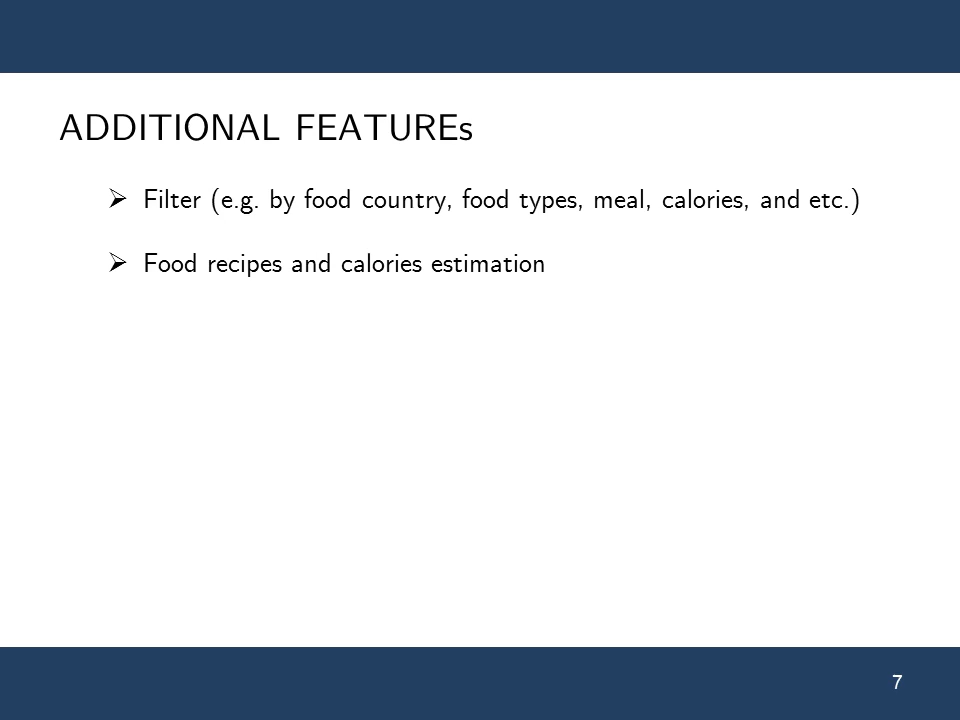 ADDITIONAL FEATUREs
➢ Filter (e.g. by food country, food types, meal, calories, and etc.)
➢ Food recipes and calories estimation
7